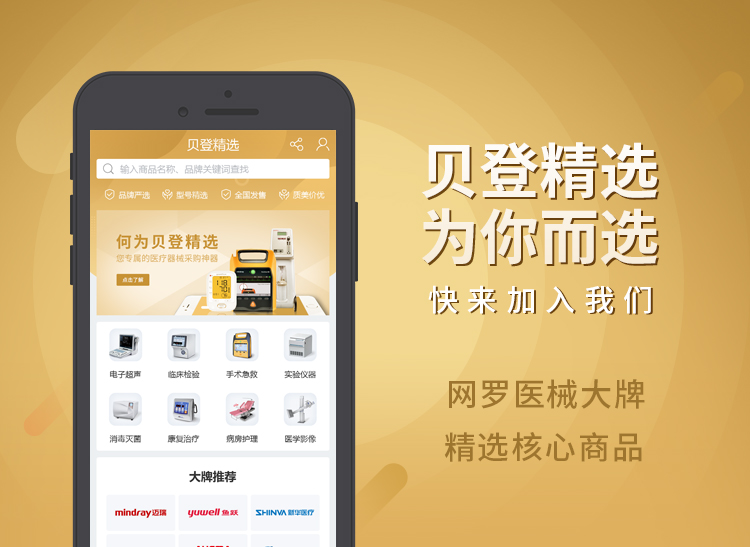 贝登精选
输入商品名称、品牌关键词查找
品牌严选 型号精选 全国发售 质美价优
何为贝登精选
您专属的医疗器械采购神器
点击了解
电子超声 临床检验 手术急救 实验仪器
消毒灭菌 康复治疗 病房护理 医学影像
大牌推荐
mindray迈瑞 yuwell鱼跃 SHINVA新华医疗
贝登精选
为你而选
快来加入我们
网罗医械大牌
精选核心商品